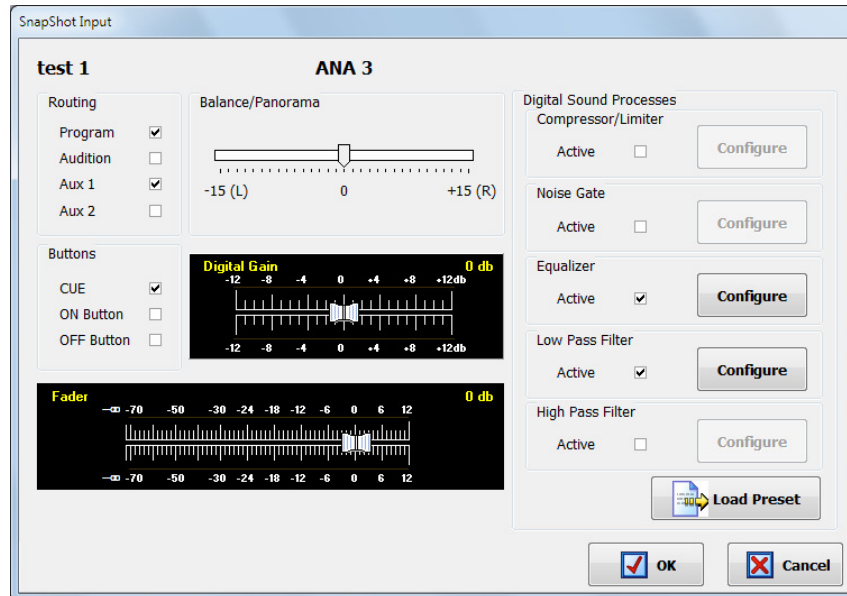 SnapShot Input
test 1 ANA 3
Routing
Program
Audition
Aux 1
Aux 2
Balance/Panorama
-15 (L) 0 +15 (R)
Buttons
CUE
ON Button
OFF Button
Digital Gain 0 db
-12 -8 -4 0 +4 +8 +12db
-12 -8 -4 0 +4 +8 +12db
Fader 0 db
-∞ -70 -50 -30 -24 -18 -12 -6 0 6 12
-∞ -70 -50 -30 -24 -18 -12 -6 0 6 12
Digital Sound Processes
Compressor/Limiter
Active Configure
Noise Gate
Active Configure
Equalizer
Active Configure
Low Pass Filter
Active Configure
High Pass Filter
Active Configure
Load Preset
OK Cancel